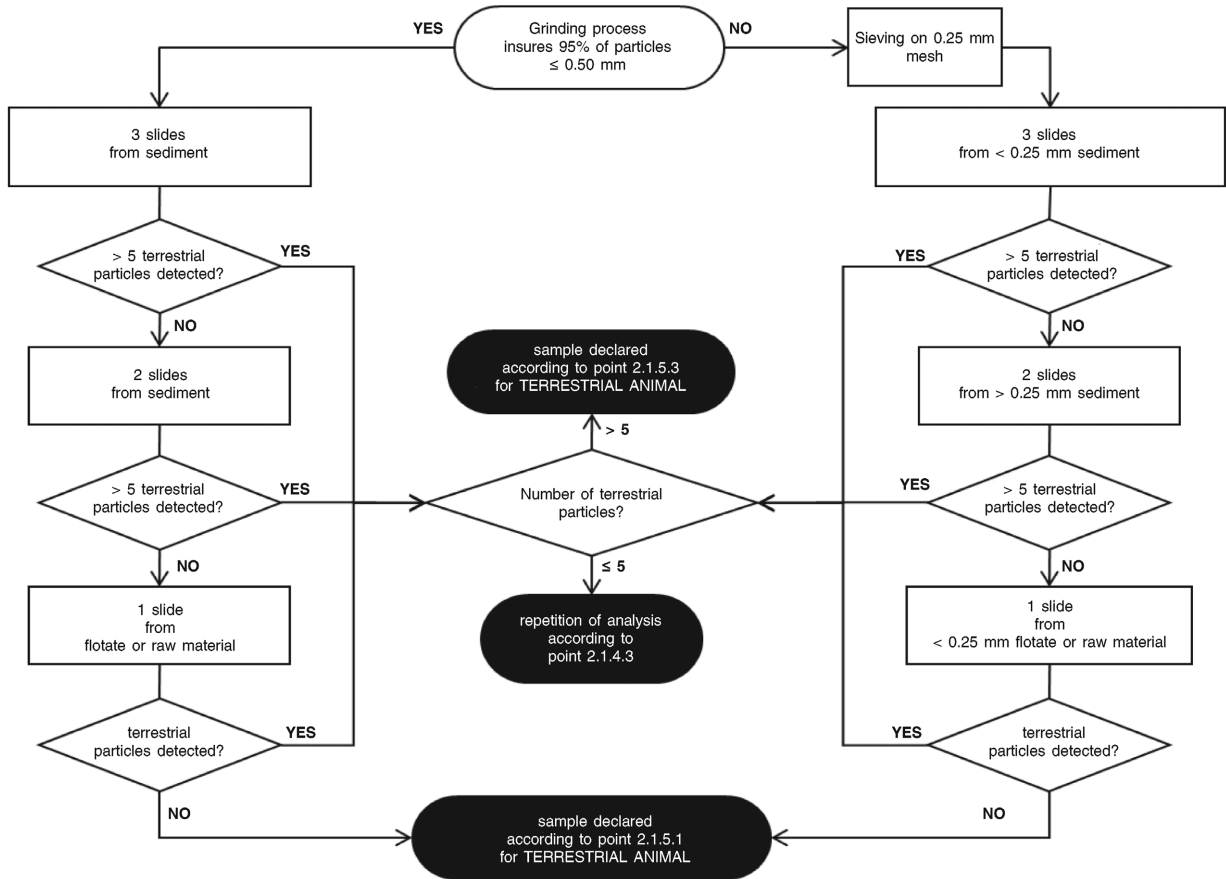 YES
Grinding process
insures 95% of particles
≤ 0.50 mm
NO
Sieving on 0.25 mm
mesh
3 slides
from sediment
3 slides
from < 0.25 mm sediment
> 5 terrestrial
particles detected?
YES
YES
> 5 terrestrial
particles detected?
NO
NO
2 slides
from sediment
sample declared
according to point 2.1.5.3
for TERRESTRIAL ANIMAL
2 slides
from > 0.25 mm sediment
> 5
> 5 terrestrial
particles detected?
YES
Number of terrestrial
particles?
YES
> 5 terrestrial
particles detected?
NO
≤ 5
NO
1 slide
from
flotate or raw material
repetition of analysis
according to
point 2.1.4.3
1 slide
from
< 0.25 mm flotate or raw material
terrestrial
particles detected?
YES
YES
terrestrial
particles detected?
NO
NO
sample declared
according to point 2.1.5.1
for TERRESTRIAL ANIMAL